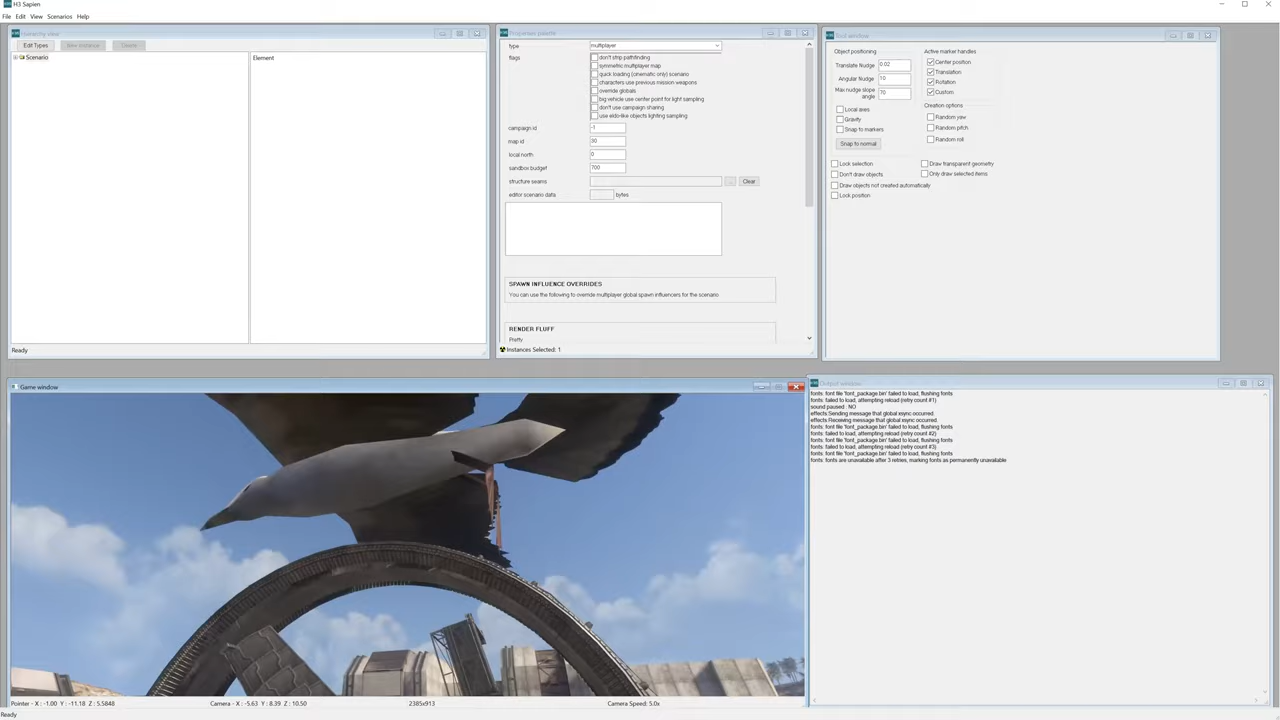 H3 Sapien
File Edit View Scenarios Help
Hierarchy view
Edit Types New Instance Delete
Scenario
Element
Ready
Properties palette
type multiplayer
flags don't strip pathfinding
symmetric multiplayer map
quick loading (cinematic only) scenario
characters use previous mission weapons
override globals
big vehicle use center point for light sampling
don't use campaign sharing
use eldo-like objects lighting sampling
campaign id -1
map id 30
local north 0
sandbox budget 700
structure seams ... Clear
editor scenario data bytes
SPAWN INFLUENCE OVERRIDES
You can use the following to override multiplayer global spawn influencers for the scenario
RENDER FLUFF
Pretty
Instances Selected: 1
Tool window
Object positioning
Translate Nudge 0.02
Angular Nudge 10
Max nudge slope angle 70
Local axes
Gravity
Snap to markers
Snap to normal
Active marker handles
Center position
Translation
Rotation
Custom
Creation options
Random yaw
Random pitch
Random roll
Lock selection
Don't draw objects
Draw objects not created automatically
Lock position
Draw transparent geometry
Only draw selected items
Game window
Pointer - X : -1.00 Y : -11.18 Z : 5.5848 Camera - X : -5.63 Y : 8.39 Z : 10.50 2385x913 Camera Speed: 5.0x
Output window
fonts: font file 'font_package.bin' failed to load, flushing fonts
fonts: failed to load, attempting reload (retry count #1)
sound paused : NO
effects Sending message that global async occurred
effects Receiving message that global async occurred
fonts: font file 'font_package.bin' failed to load, flushing fonts
fonts: failed to load, attempting reload (retry count #2)
fonts: font file 'font_package.bin' failed to load, flushing fonts
fonts: failed to load, attempting reload (retry count #3)
fonts: font file 'font_package.bin' failed to load, flushing fonts
fonts: fonts are unavailable after 3 retries, marking fonts as permanently unavailable
Ready